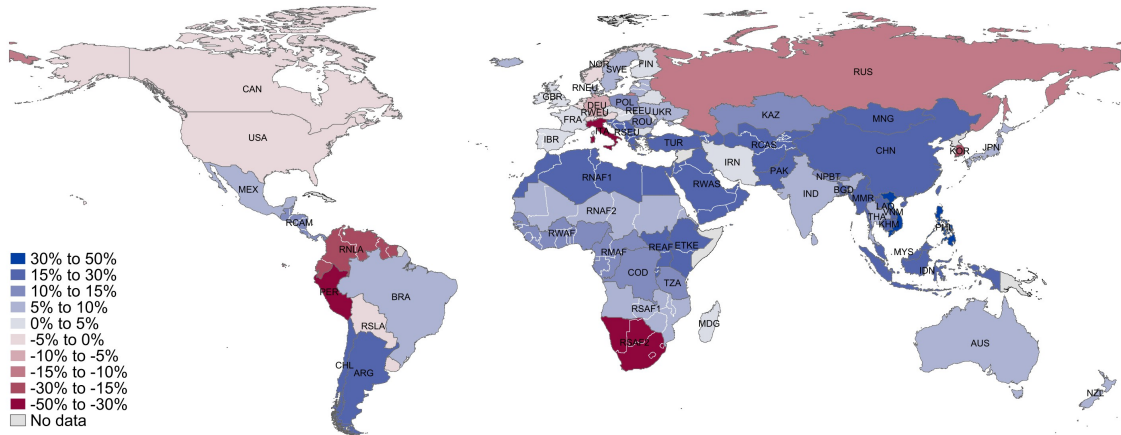 NOR
SWE
FIN
RUS
RNEU
CAN
GBR
DEU
POL
RWEU
REEU
UKR
KAZ
FRA
ROU
MNG
USA
IBR
ITA
RSEU
TUR
RCAS
CHN
KOR
JPN
IRN
PAK
MEX
RNAF1
RWAS
NPBT
IND
BGD
MMR
LAO
RCAM
RNAF2
THA
VNM
KHM
PHL
RWAF
RNLA
REAF
ETKE
RMAF
MYS
COD
IDN
PER
BRA
TZA
RSLA
RSAF1
MDG
RSAF2
AUS
CHL
ARG
NZL
30% to 50%
15% to 30%
10% to 15%
5% to 10%
0% to 5%
-5% to 0%
-10% to -5%
-15% to -10%
-30% to -15%
-50% to -30%
No data